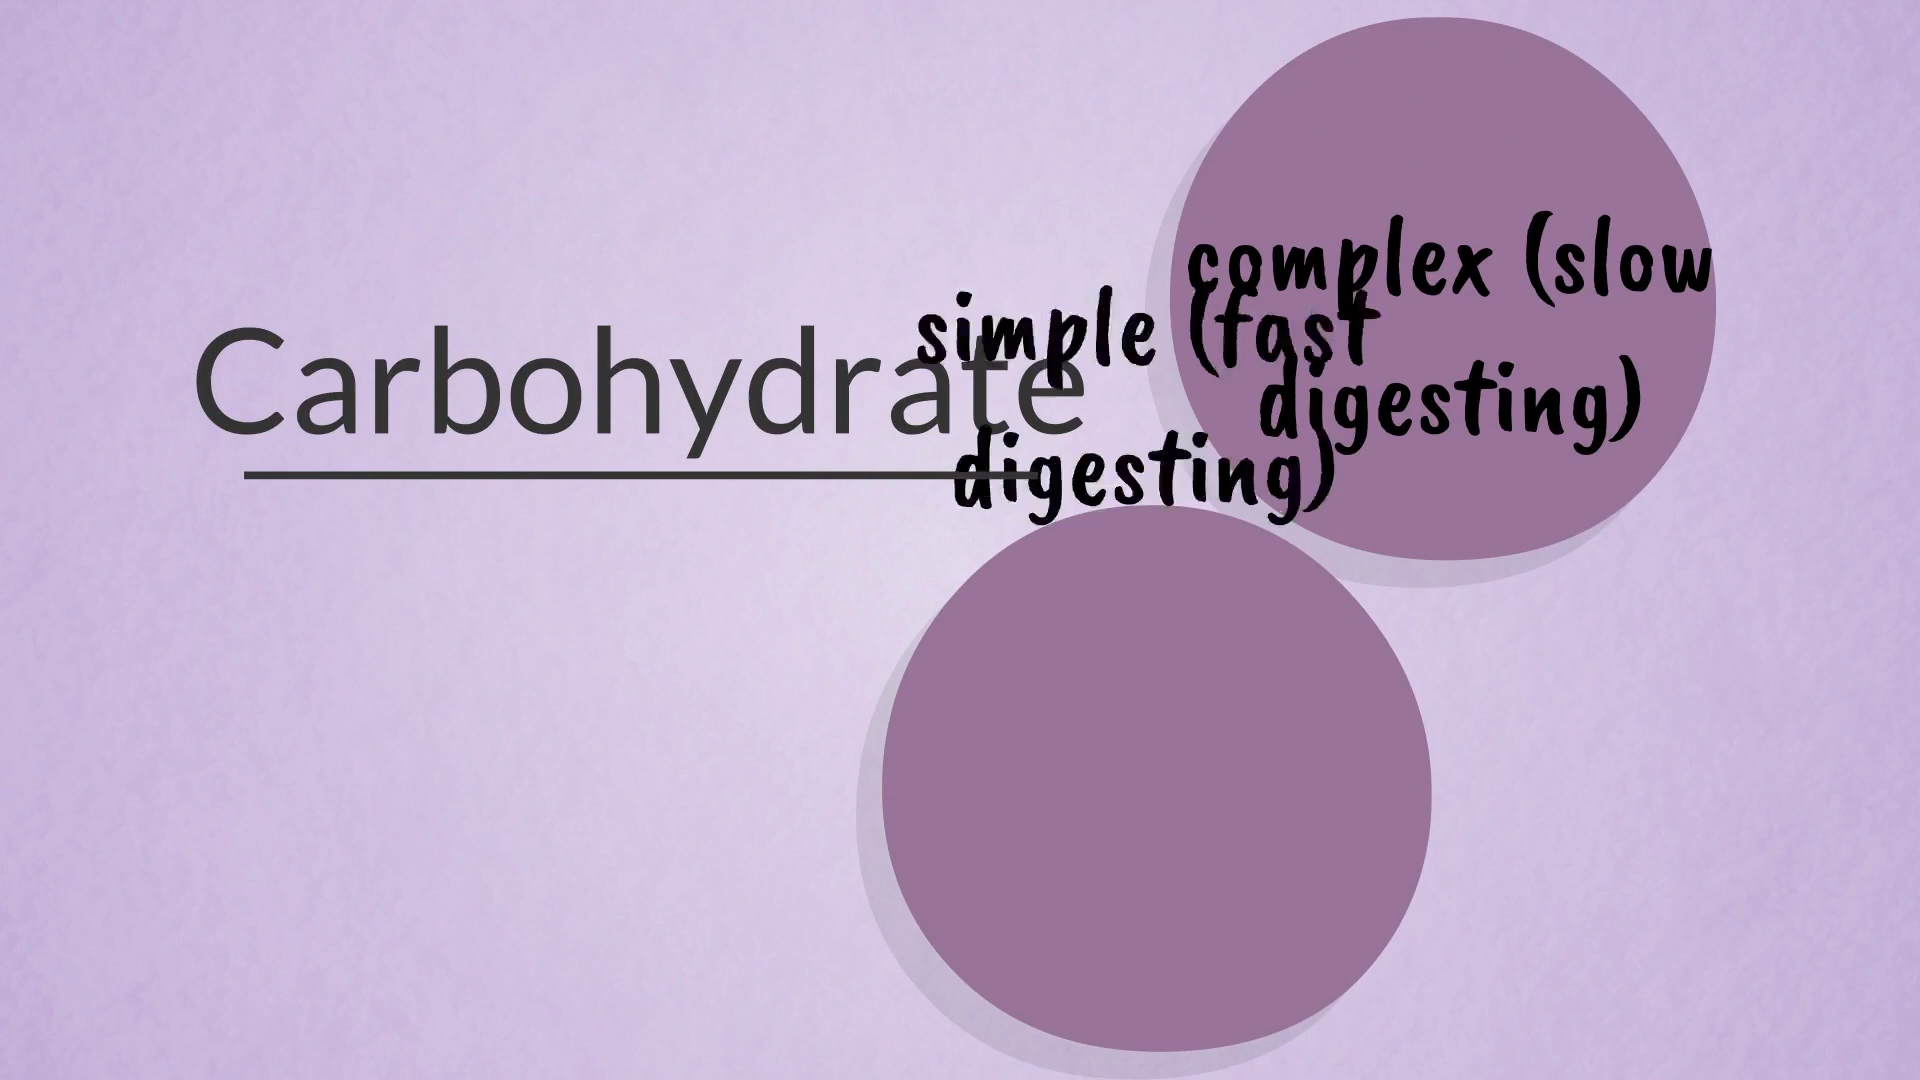 Carbohydrate
simple (fast
digesting)
complex (slow
digesting)